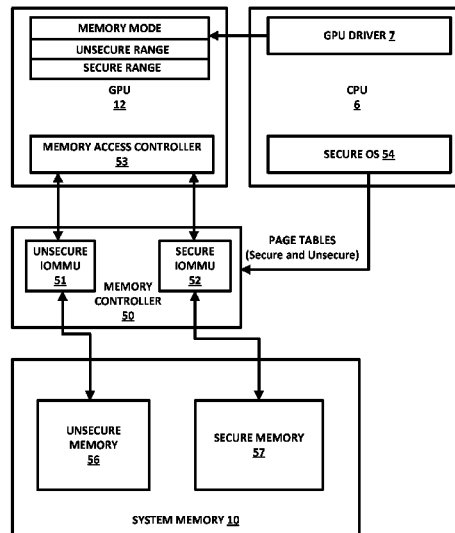 MEMORY MODE
UNSECURE RANGE
SECURE RANGE
GPU
12
MEMORY ACCESS CONTROLLER
53
GPU DRIVER 7
CPU
6
SECURE OS 54
PAGE TABLES
(Secure and Unsecure)
UNSECURE
IOMMU
51
SECURE
IOMMU
52
MEMORY
CONTROLLER
50
UNSECURE
MEMORY
56
SECURE MEMORY
57
SYSTEM MEMORY 10